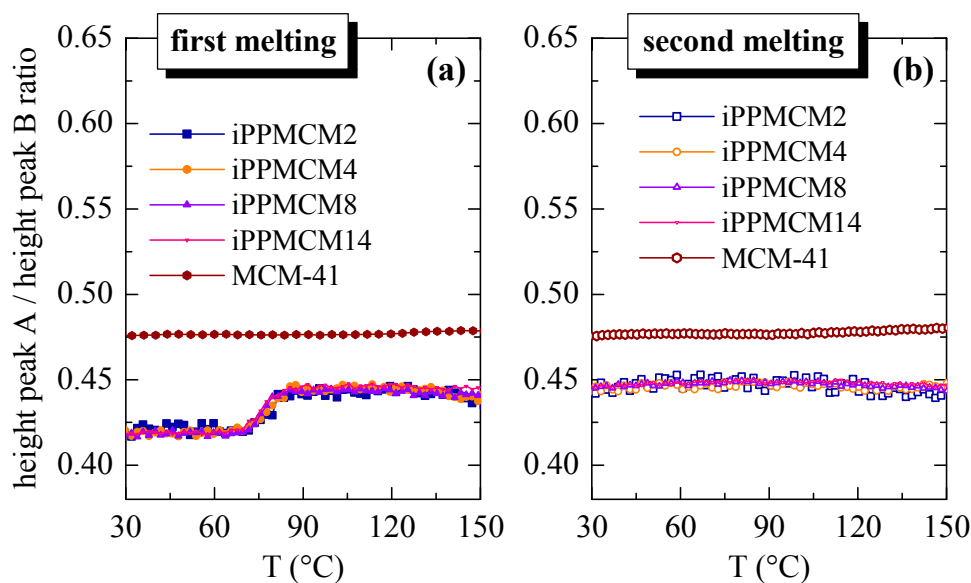 height peak A / height peak B ratio
first melting
(a)
0.65
0.60
0.55
0.50
0.45
0.40
iPPMCM2
iPPMCM4
iPPMCM8
iPPMCM14
MCM-41
30 60 90 120 150
T (°C)
second melting
(b)
0.65
0.60
0.55
0.50
0.45
0.40
iPPMCM2
iPPMCM4
iPPMCM8
iPPMCM14
MCM-41
30 60 90 120 150
T (°C)